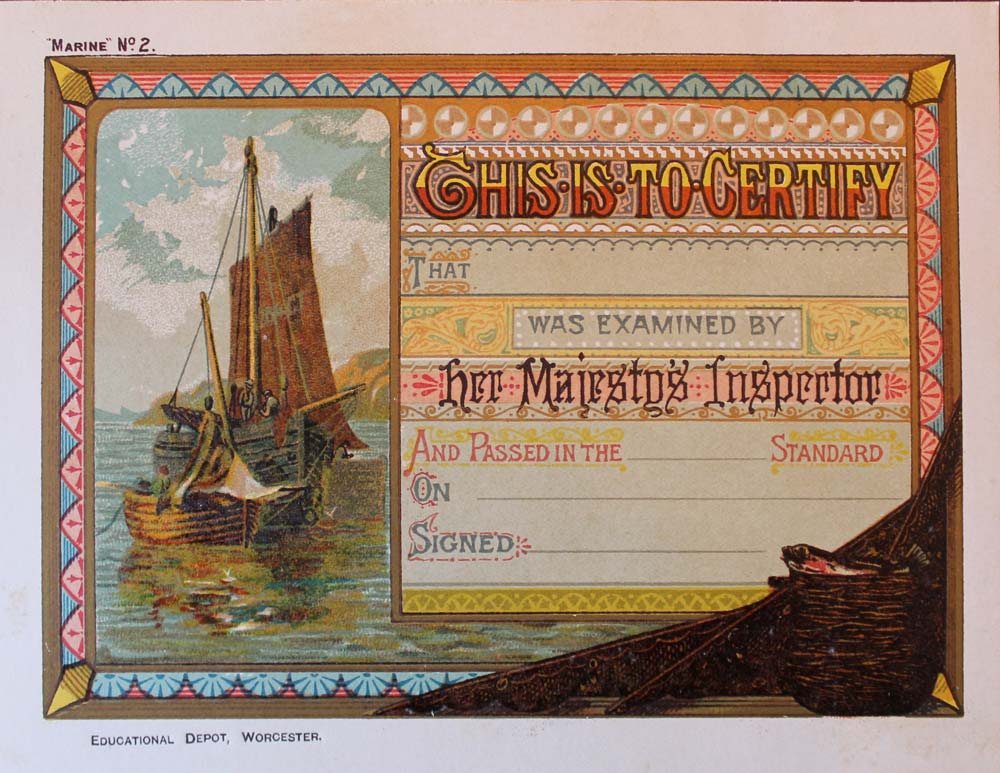 "Marine" No 2.
This·is·to·Certify
That
was examined by
Her Majesty's Inspector
And Passed in the Standard
On
Signed
Educational Depot, Worcester.